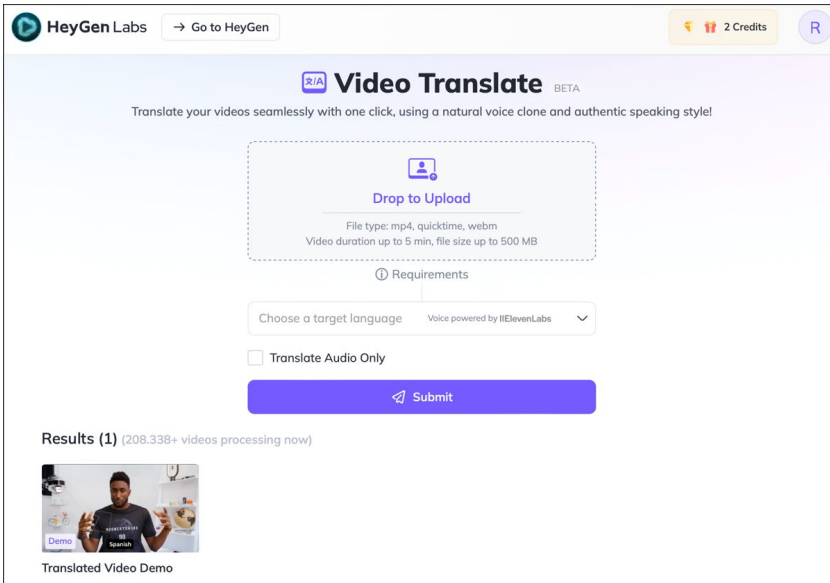 HeyGen Labs
→ Go to HeyGen
2 Credits
R
文/A Video Translate BETA
Translate your videos seamlessly with one click, using a natural voice clone and authentic speaking style!
Drop to Upload
File type: mp4, quicktime, webm
Video duration up to 5 min, file size up to 500 MB
Requirements
Choose a target language Voice powered by IIElevenLabs
Translate Audio Only
Submit
Results (1) (208.338+ videos processing now)
Demo
Spanish
Translated Video Demo